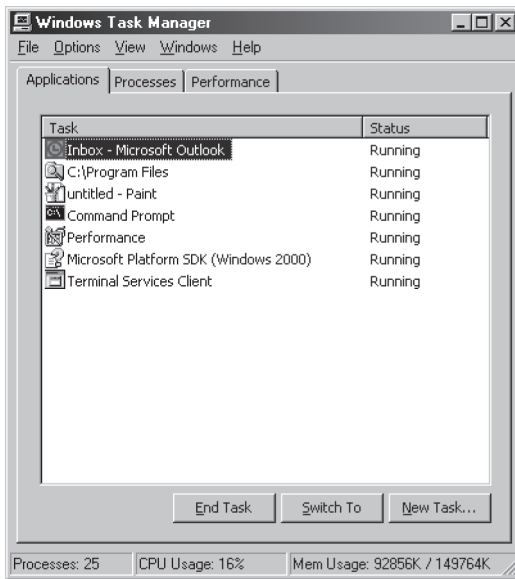 Windows Task Manager
File Options View Windows Help
Applications Processes Performance
Task Status
Inbox - Microsoft Outlook Running
C:\Program Files Running
untitled - Paint Running
Command Prompt Running
Performance Running
Microsoft Platform SDK (Windows 2000) Running
Terminal Services Client Running
End Task Switch To New Task...
Processes: 25 CPU Usage: 16% Mem Usage: 92856K / 149764K